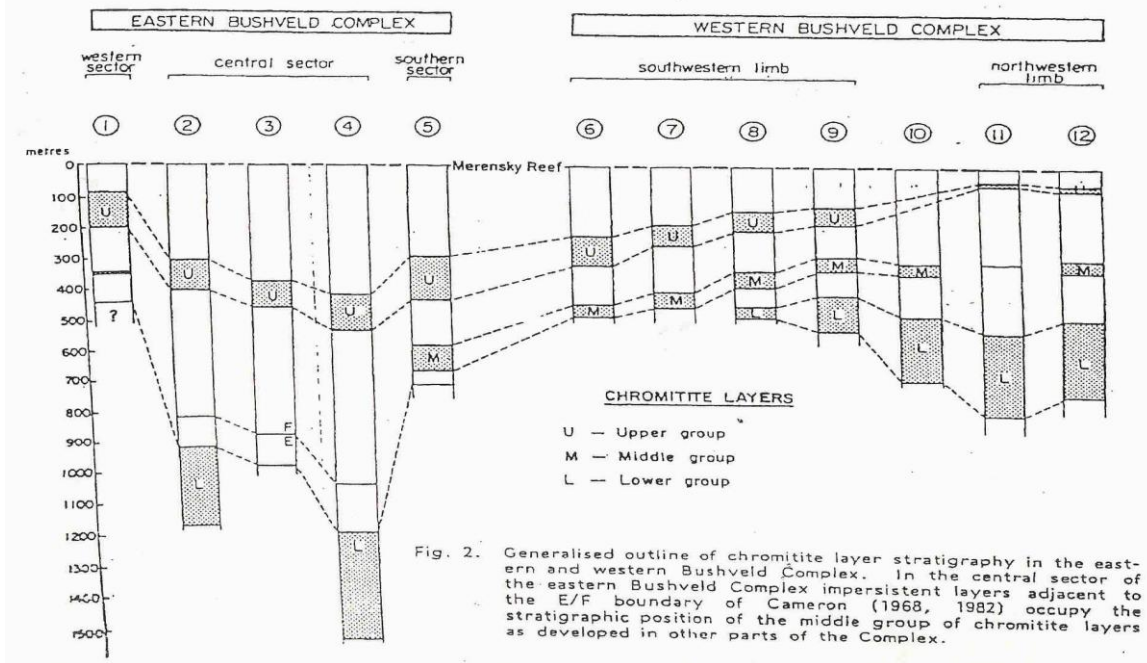 EASTERN BUSHVELD COMPLEX
WESTERN BUSHVELD COMPLEX
western sector
central sector
southern sector
southwestern limb
northwestern limb
1 2 3 4 5 6 7 8 9 10 11 12
metres
0
Merensky Reef
100
200
300
400
500
600
700
800
900
1000
1100
1200
1300
1500
U
?
U
L
U
F
E
U
L
U
M
U
M
U
M
U
M
L
U
M
L
M
L
L
M
L
CHROMITITE LAYERS
U – Upper group
M – Middle group
L – Lower group
Fig. 2. Generalised outline of chromitite layer stratigraphy in the east-
ern and western Bushveld Complex. In the central sector of
the eastern Bushveld Complex impersistent layers adjacent to
the E/F boundary of Cameron (1968, 1982) occupy the
stratigraphic position of the middle group of chromitite layers
as developed in other parts of the Complex.